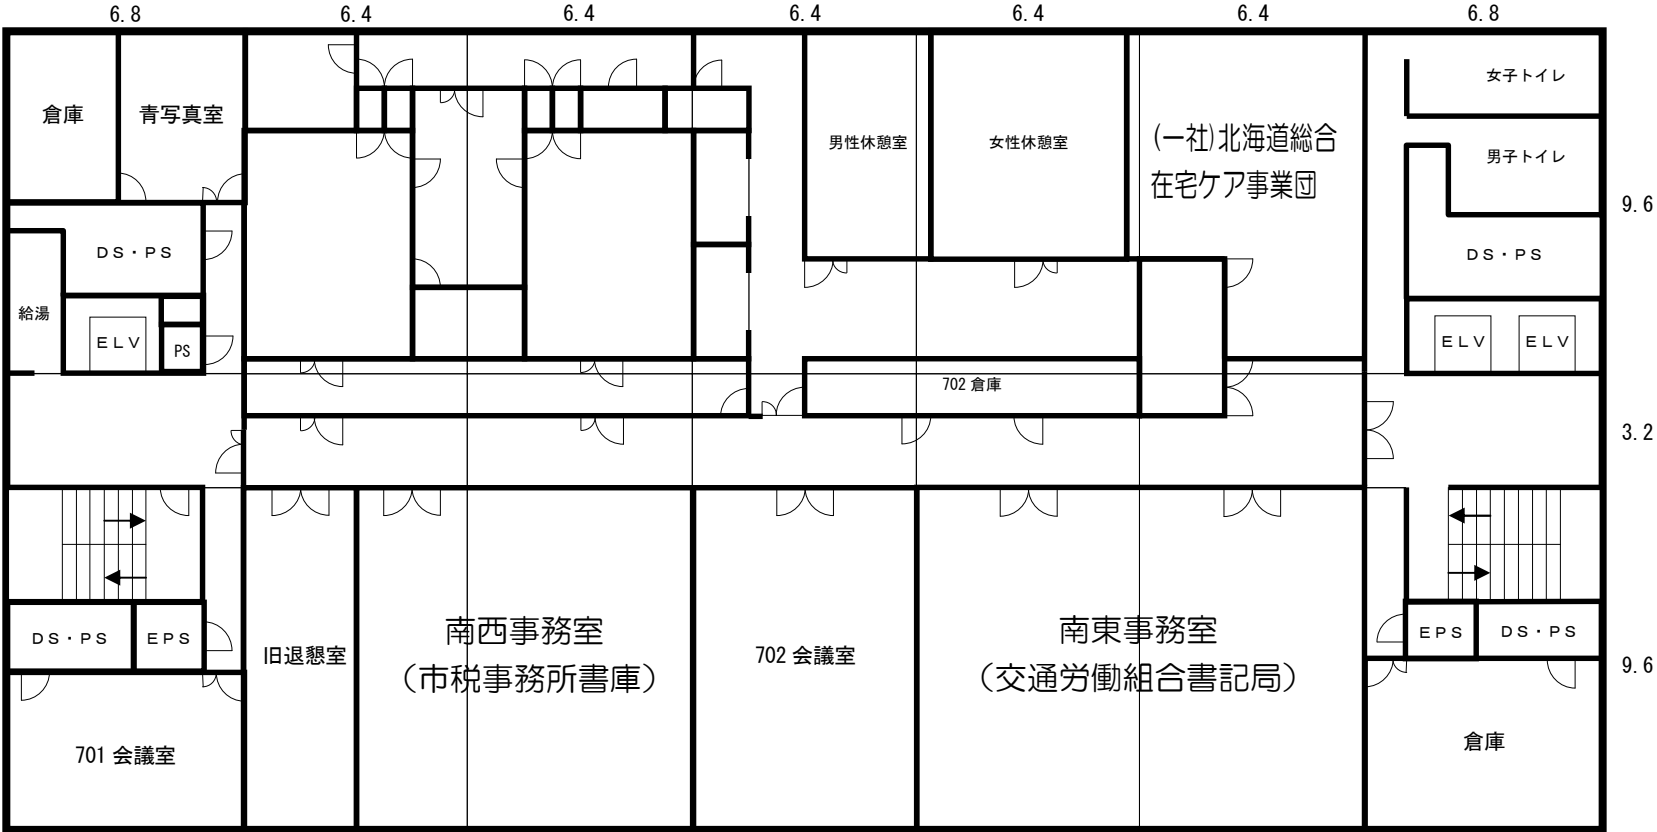 6.8
6.4
6.4
6.4
6.4
6.4
6.8
倉庫
青写真室
男性休憩室
女性休憩室
(一社)北海道総合
在宅ケア事業団
女子トイレ
男子トイレ
9.6
DS・PS
DS・PS
給湯
ELV
PS
ELV
ELV
702 倉庫
3.2
DS・PS
EPS
旧退懇室
南西事務室
（市税事務所書庫）
702 会議室
南東事務室
（交通労働組合書記局）
EPS
DS・PS
9.6
701 会議室
倉庫